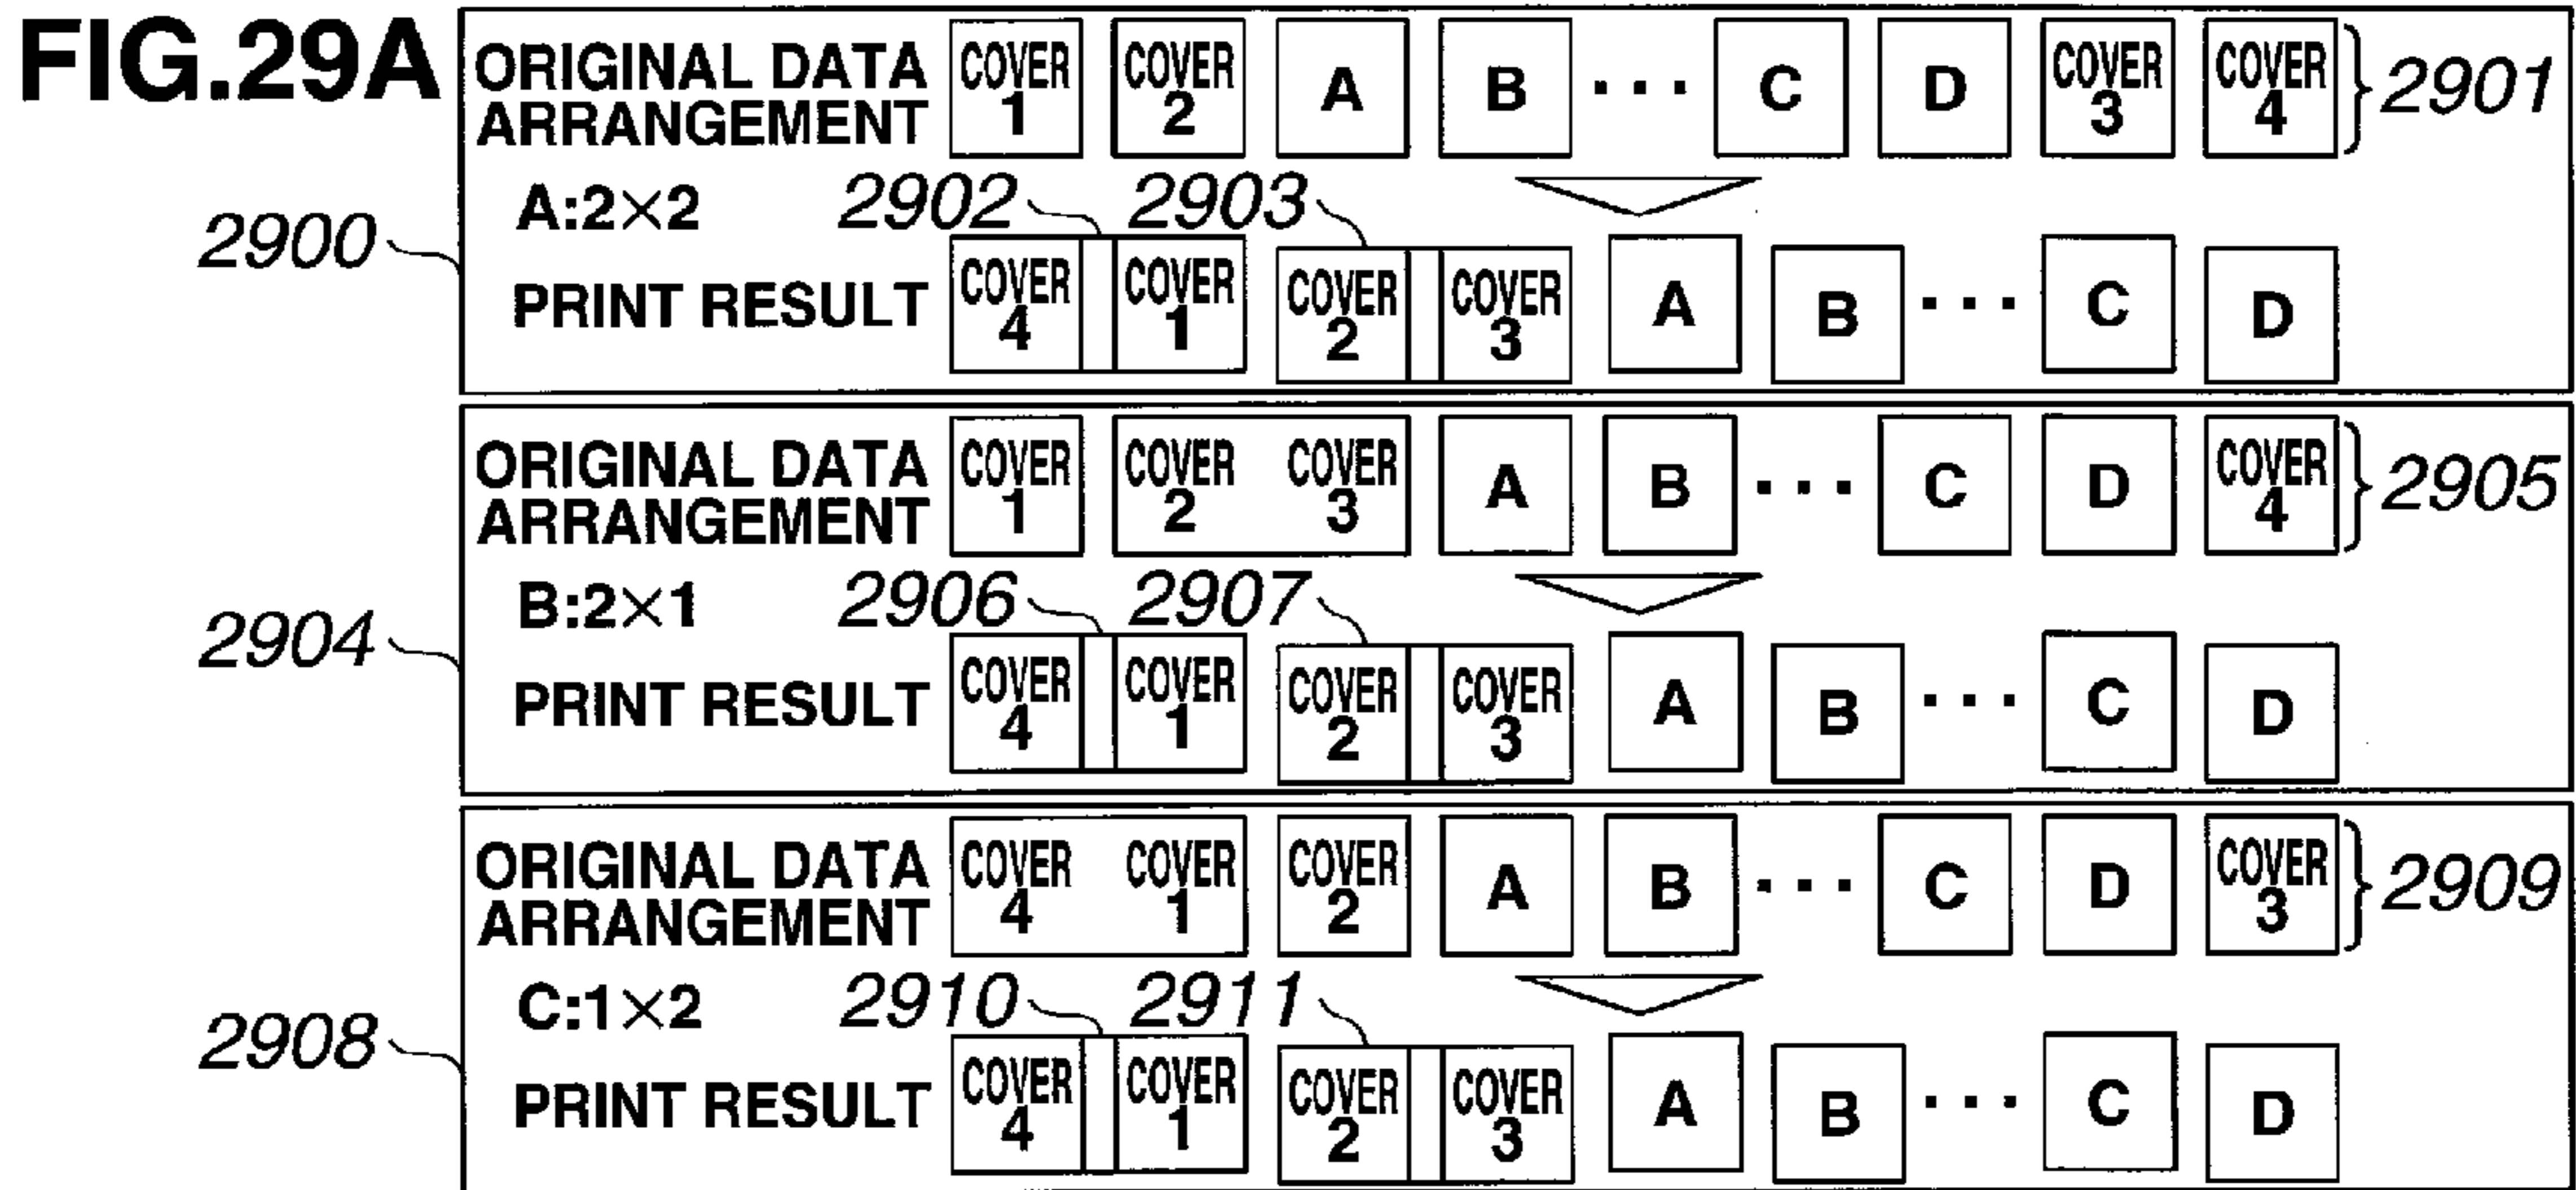 FIG.29A
ORIGINAL DATA ARRANGEMENT COVER 1 COVER 2 A B ··· C D COVER 3 COVER 4 2901
A:2×2 2902 2903
2900
PRINT RESULT COVER 4 COVER 1 COVER 2 COVER 3 A B ··· C D
ORIGINAL DATA ARRANGEMENT COVER 1 COVER 2 COVER 3 A B ··· C D COVER 4 2905
B:2×1 2906 2907
2904
PRINT RESULT COVER 4 COVER 1 COVER 2 COVER 3 A B ··· C D
ORIGINAL DATA ARRANGEMENT COVER 4 COVER 1 COVER 2 A B ··· C D COVER 3 2909
C:1×2 2910 2911
2908
PRINT RESULT COVER 4 COVER 1 COVER 2 COVER 3 A B ··· C D